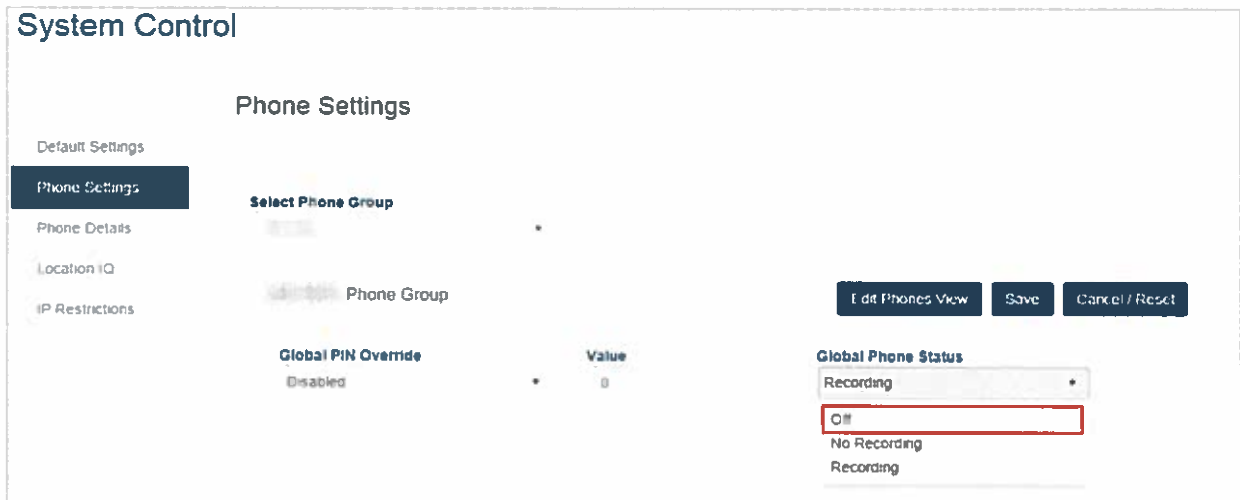 System Control
Phone Settings
Default Settings
Phone Settings
Phone Details
Location IQ
IP Restrictions
Select Phone Group
Phone Group
Edit Phones View
Save
Cancel / Reset
Global PIN Override
Value
Global Phone Status
Disabled
0
Recording
Off
No Recording
Recording